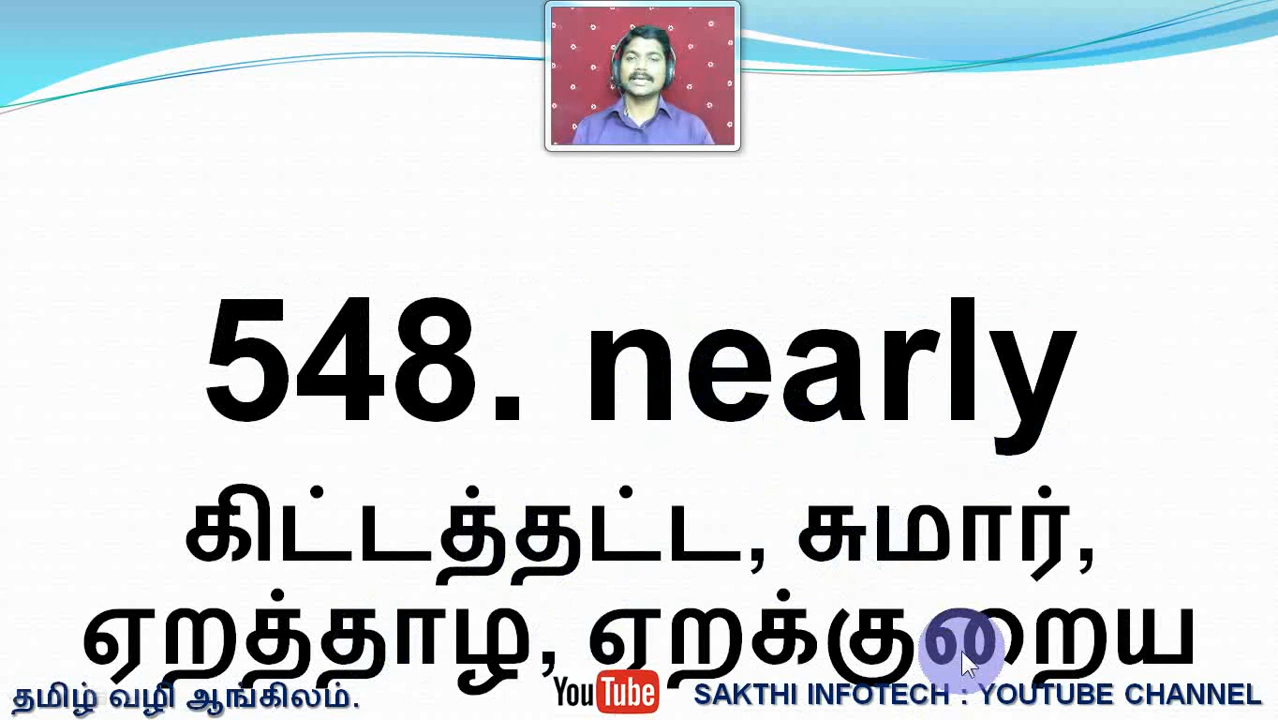 548. nearly
கிட்டத்தட்ட, சுமார்,
ஏறத்தாழ, ஏறக்குறைய
தமிழ் வழி ஆங்கிலம். YouTube SAKTHI INFOTECH : YOUTUBE CHANNEL